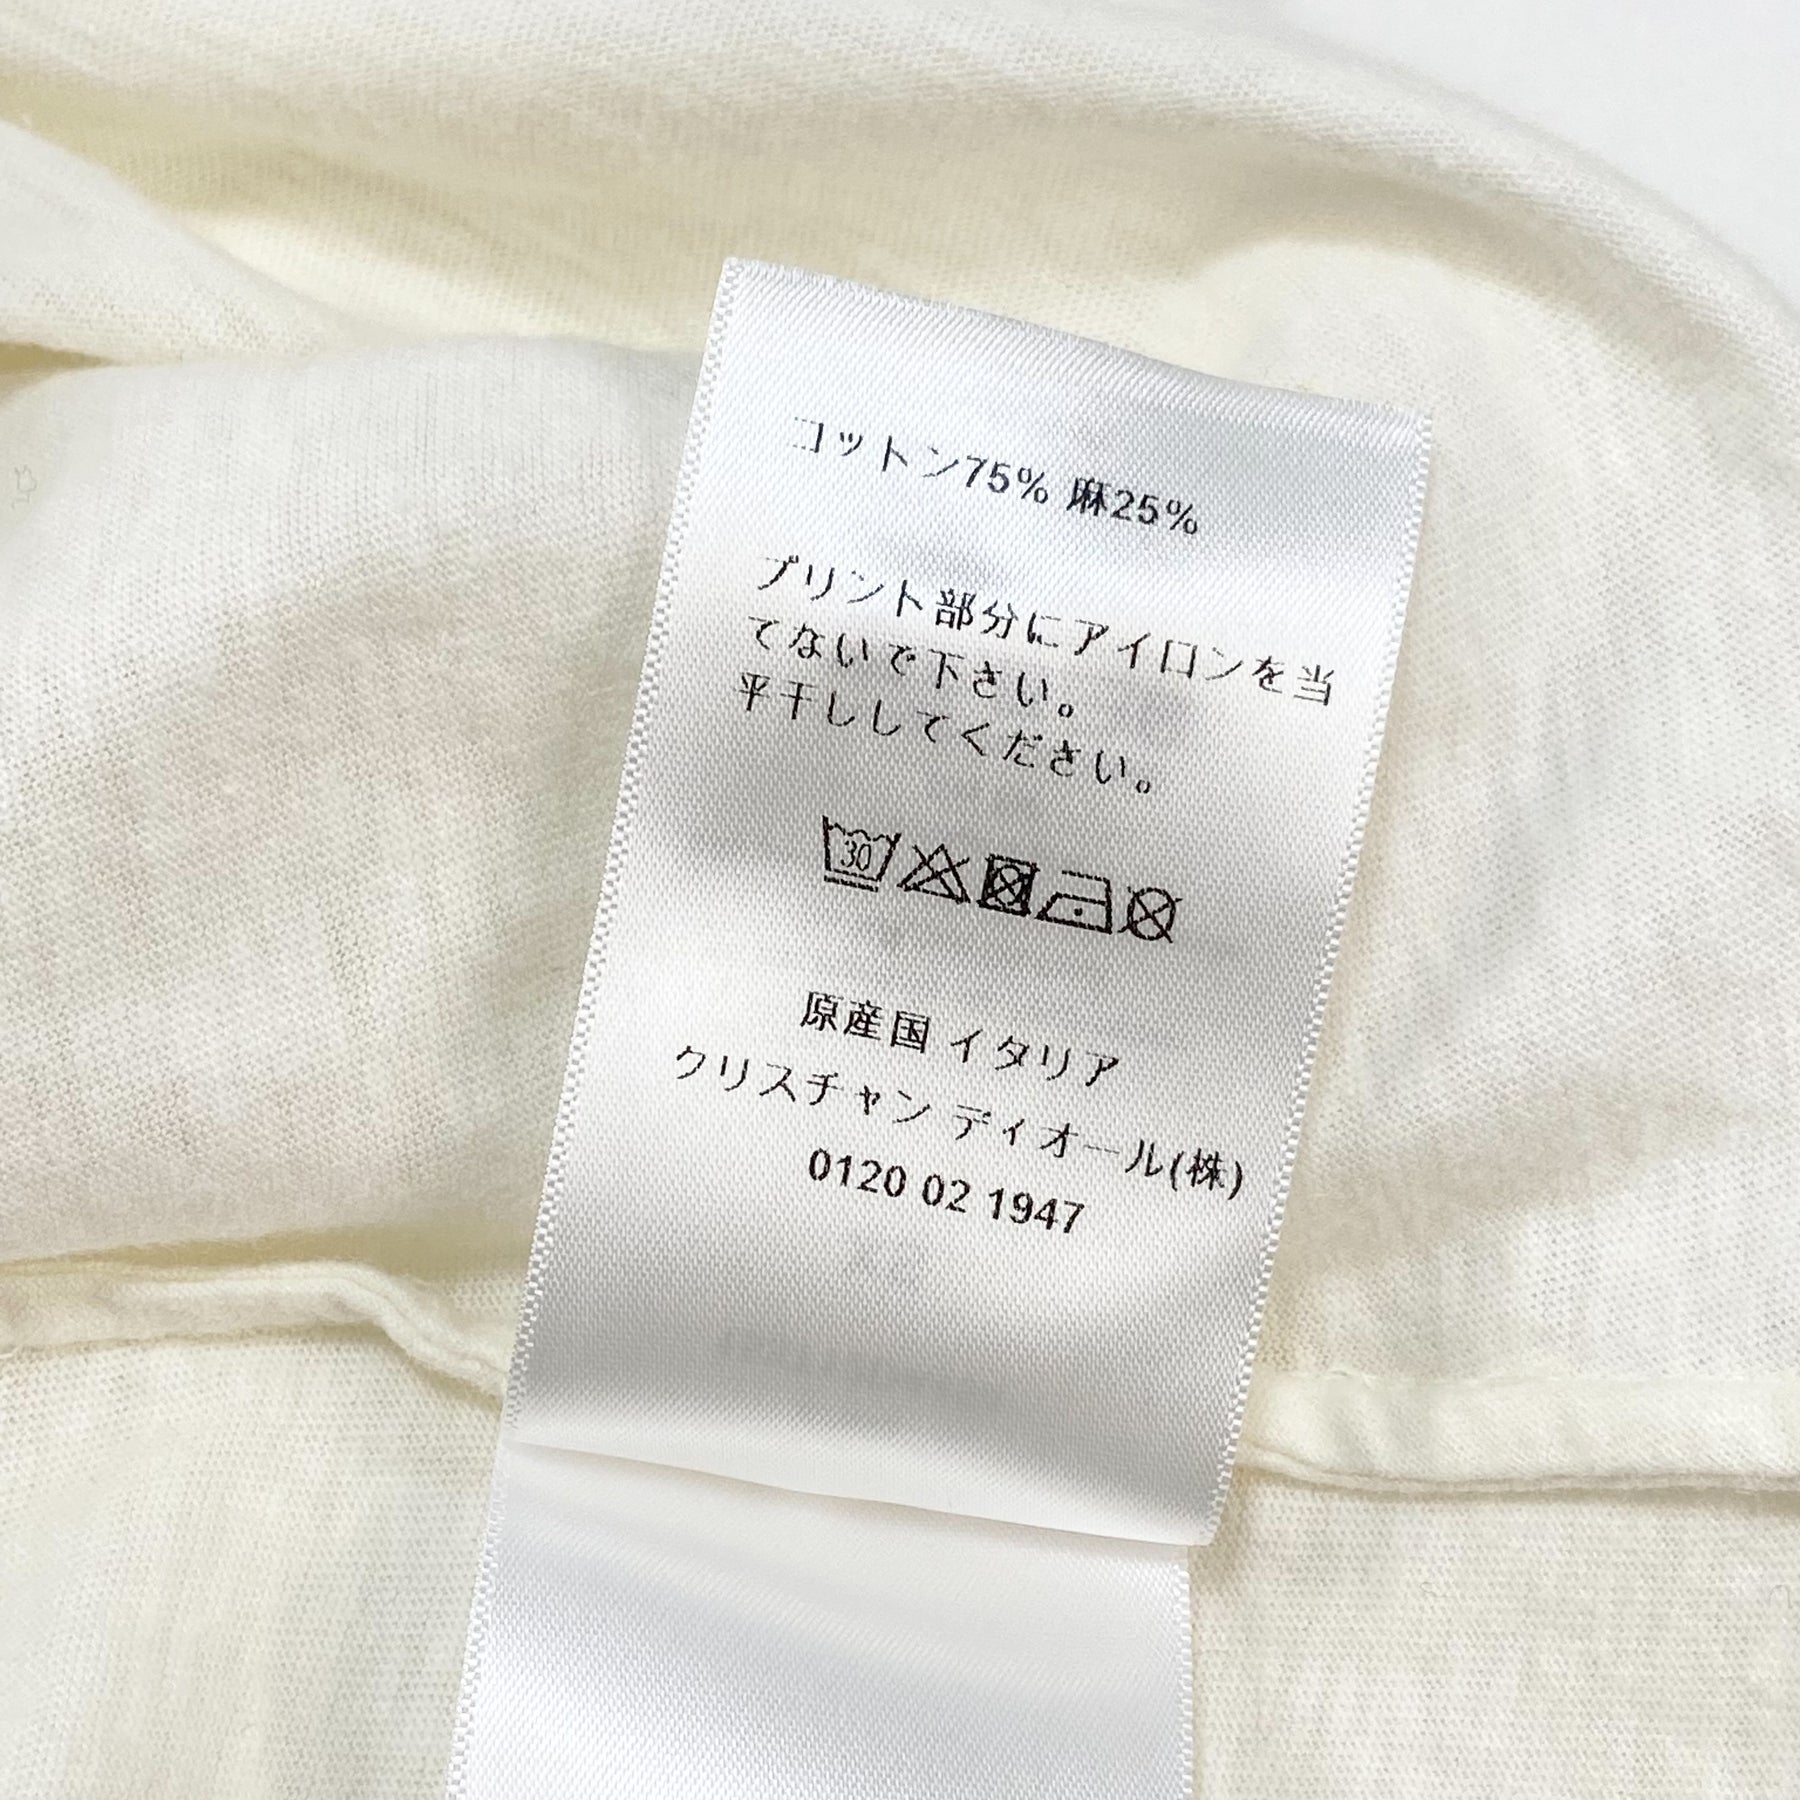 コットン75% 麻25%
プリント部分にアイロンを当
てないで下さい。
平干ししてください。
30
原産国 イタリア
クリスチャン ディオール(株)
0120 02 1947